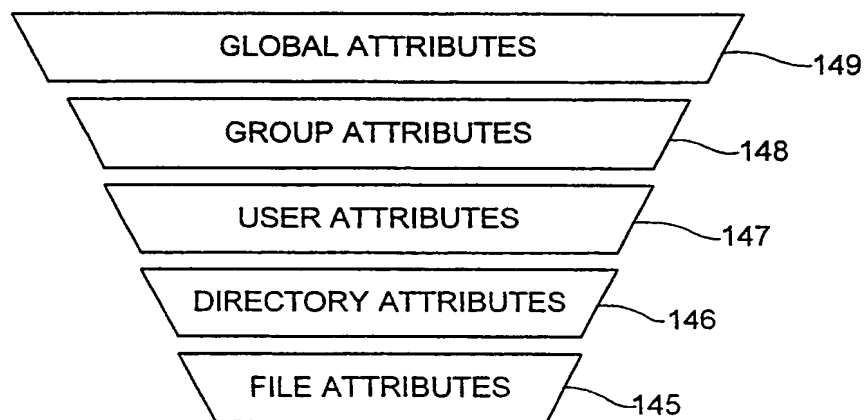 GLOBAL ATTRIBUTES 149
GROUP ATTRIBUTES 148
USER ATTRIBUTES 147
DIRECTORY ATTRIBUTES 146
FILE ATTRIBUTES 145